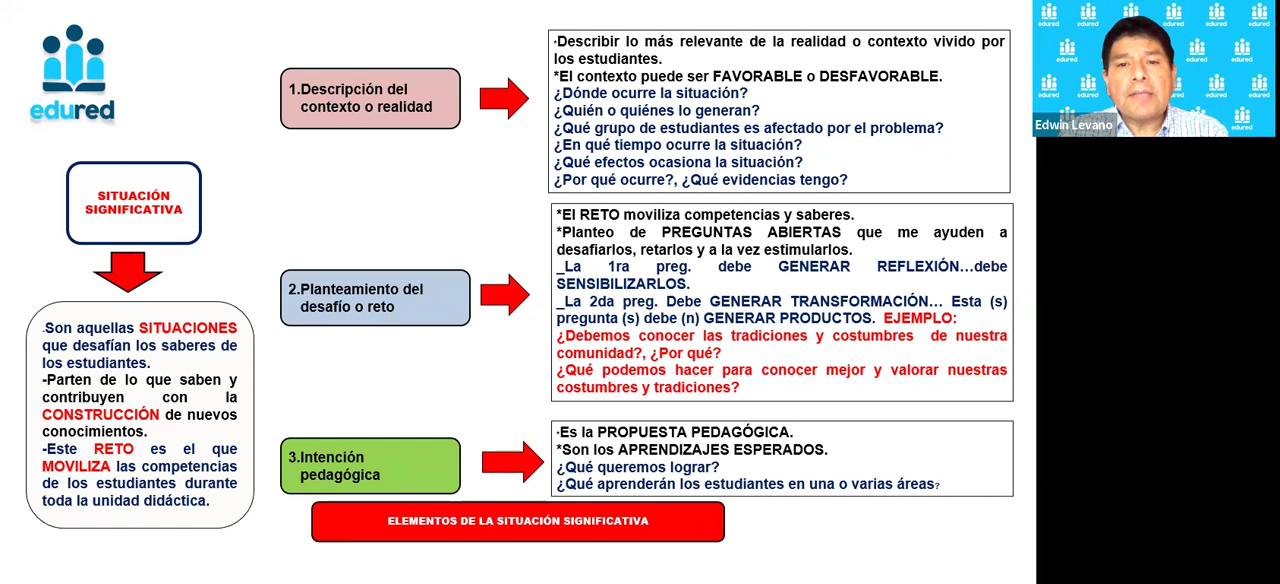 edured
SITUACIÓN
SIGNIFICATIVA
-Son aquellas SITUACIONES
que desafían los saberes de
los estudiantes.
-Parten de lo que saben y
contribuyen con la
CONSTRUCCIÓN de nuevos
conocimientos.
-Este RETO es el que
MOVILIZA las competencias
de los estudiantes durante
toda la unidad didáctica.
1.Descripción del
contexto o realidad
*Describir lo más relevante de la realidad o contexto vivido por
los estudiantes.
*El contexto puede ser FAVORABLE o DESFAVORABLE.
¿Dónde ocurre la situación?
¿Quién o quiénes lo generan?
¿Qué grupo de estudiantes es afectado por el problema?
¿En qué tiempo ocurre la situación?
¿Qué efectos ocasiona la situación?
¿Por qué ocurre?, ¿Qué evidencias tengo?
2.Planteamiento del
desafío o reto
*El RETO moviliza competencias y saberes.
*Planteo de PREGUNTAS ABIERTAS que me ayuden a
desafiarlos, retarlos y a la vez estimularlos.
_La 1ra preg. debe GENERAR REFLEXIÓN…debe
SENSIBILIZARLOS.
_La 2da preg. Debe GENERAR TRANSFORMACIÓN… Esta (s)
pregunta (s) debe (n) GENERAR PRODUCTOS. EJEMPLO:
¿Debemos conocer las tradiciones y costumbres de nuestra
comunidad?, ¿Por qué?
¿Qué podemos hacer para conocer mejor y valorar nuestras
costumbres y tradiciones?
3.Intención
pedagógica
*Es la PROPUESTA PEDAGÓGICA.
*Son los APRENDIZAJES ESPERADOS.
¿Qué queremos lograr?
¿Qué aprenderán los estudiantes en una o varias áreas?
ELEMENTOS DE LA SITUACIÓN SIGNIFICATIVA
edured edured edured edured
edured edured
edured
Edwin Levano
edured